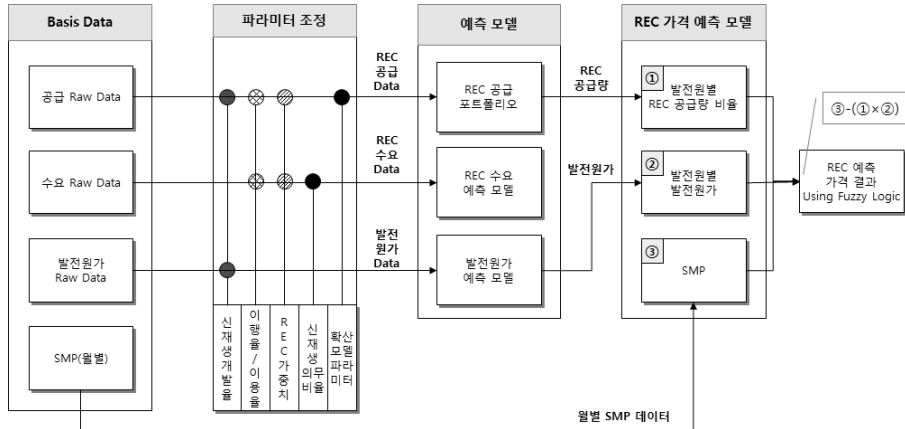 Basis Data
공급 Raw Data
수요 Raw Data
발전원가
Raw Data
SMP(월별)
파라미터 조정
신재생개발율
이행율/이용율
REC가중치
신재생의무비율
확산모델파라미터
REC
공급
Data
REC
수요
Data
발전
원가
Data
예측 모델
REC 공급
포트폴리오
REC 수요
예측 모델
발전원가
예측 모델
REC
공급량
발전원가
REC 가격 예측 모델
①
발전원별
REC 공급량 비율
②
발전원별
발전원가
③
SMP
③-(①×②)
REC 예측
가격 결과
Using Fuzzy Logic
월별 SMP 데이터